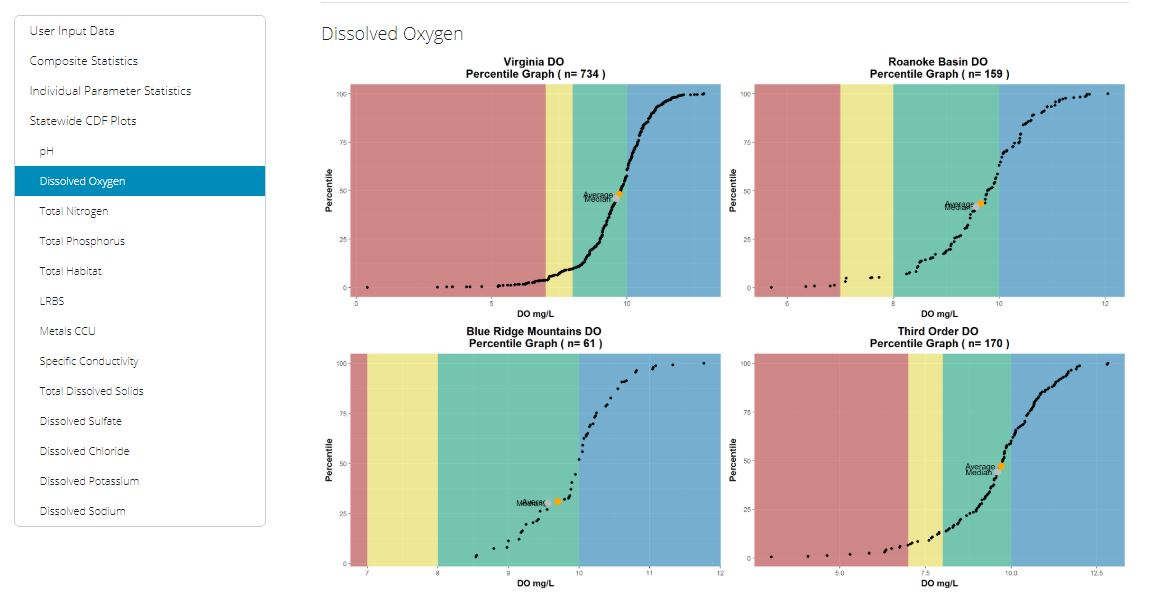 User Input Data
Composite Statistics
Individual Parameter Statistics
Statewide CDF Plots
pH
Dissolved Oxygen
Total Nitrogen
Total Phosphorus
Total Habitat
LRBS
Metals CCU
Specific Conductivity
Total Dissolved Solids
Dissolved Sulfate
Dissolved Chloride
Dissolved Potassium
Dissolved Sodium
Dissolved Oxygen
Virginia DO
Percentile Graph ( n= 734 )
100
75
50
25
0
Percentile
Average
Median
0 5 10
DO mg/L
Roanoke Basin DO
Percentile Graph ( n= 159 )
100
75
50
25
0
Percentile
Average
Median
6 8 10 12
DO mg/L
Blue Ridge Mountains DO
Percentile Graph ( n= 61 )
100
75
50
25
0
Percentile
7 8 9 10 11 12
DO mg/L
Third Order DO
Percentile Graph ( n= 170 )
100
75
50
25
0
Percentile
Average
Median
5.0 7.5 10.0 12.5
DO mg/L